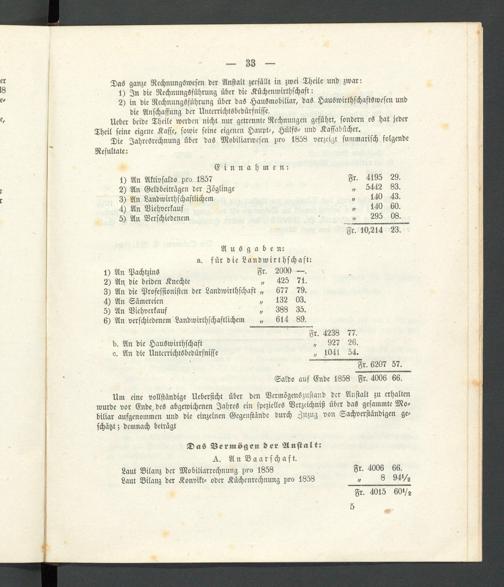 — 33 —
Das ganze Rechnungswesen der Anstalt zerfällt in zwei Theile und zwar:
1) In die Rechnungsführung über die Küchenwirthschaft:
2) in die Rechnungsführung über das Hausmobiliar, das Hauswirthschaftswesen und
die Anschaffung der Unterrichtsbedürfnisse.
Ueber beide Theile werden nicht nur getrennte Rechnungen geführt, sondern es hat jeder
Theil seine eigene Kasse, sowie seine eigenen Haupt-, Hülfs- und Kassabücher.
Die Jahresrechnung über das Mobiliarwesen pro 1858 verzeigt summarisch folgende
Resultate:
Einnahmen:
1) An Aktivsaldo pro 1857 Fr. 4195 29.
2) An Geldbeiträgen der Zöglinge „ 5442 83.
3) An Landwirthschaftlichem „ 140 43.
4) An Viehverkauf „ 140 60.
5) An Verschiedenem „ 295 08.
Fr. 10,214 23.
Ausgaben:
a. für die Landwirthschaft:
1) An Pachtzins Fr. 2000 —.
2) An die beiden Knechte „ 425 71.
3) An die Professionisten der Landwirthschaft „ 677 79.
4) An Sämereien „ 132 03.
5) An Viehverkauf „ 388 35.
6) An verschiedenem Landwirthschaftlichem „ 614 89.
Fr. 4238 77.
b. An die Hauswirthschaft „ 927 26.
c. An die Unterrichtsbedürfnisse „ 1041 54.
Fr. 6207 57.
Saldo auf Ende 1858 Fr. 4006 66.
Um eine vollständige Uebersicht über den Vermögenszustand der Anstalt zu erhalten
wurde vor Ende des abgewichenen Jahres ein spezielles Verzeichniß über das gesammte Mo-
biliar aufgenommen und die einzelnen Gegenstände durch Zuzug von Sachverständigen ge-
schätzt; demnach beträgt
Das Vermögen der Anstalt:
A. An Baarschaft.
Laut Bilanz der Mobiliarrechnung pro 1858 Fr. 4006 66.
Laut Bilanz der Konvikt- oder Küchenrechnung pro 1858 „ 8 94½
Fr. 4015 60½
5